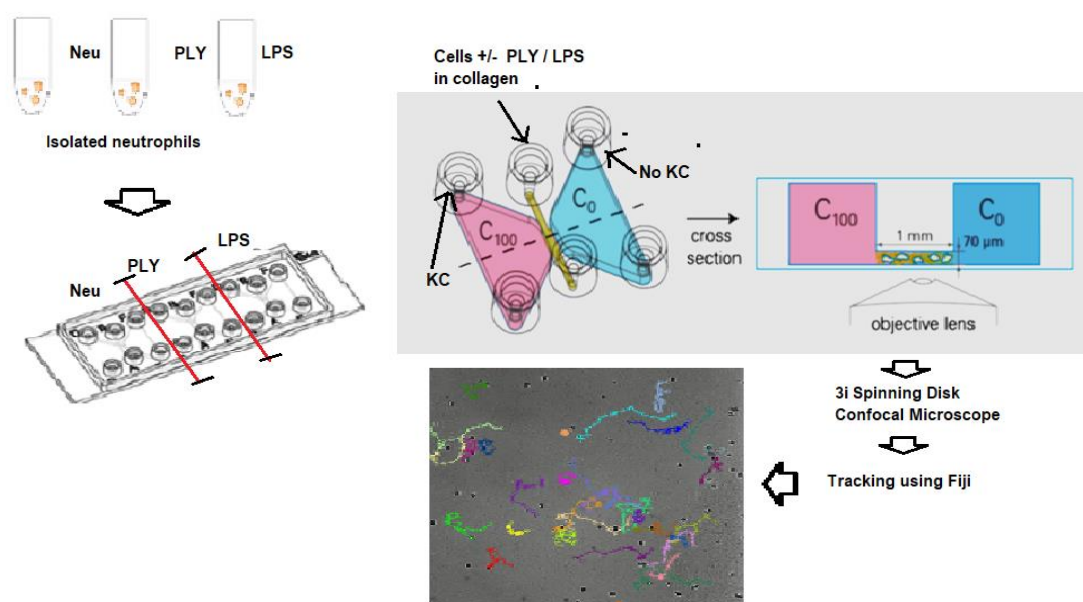 Neu
PLY
LPS
Isolated neutrophils
LPS
PLY
Neu
Cells +/- PLY / LPS
in collagen
No KC
C₁₀₀
C₀
KC
cross
section
C₁₀₀
C₀
1 mm
70 µm
objective lens
3i Spinning Disk
Confocal Microscope
Tracking using Fiji